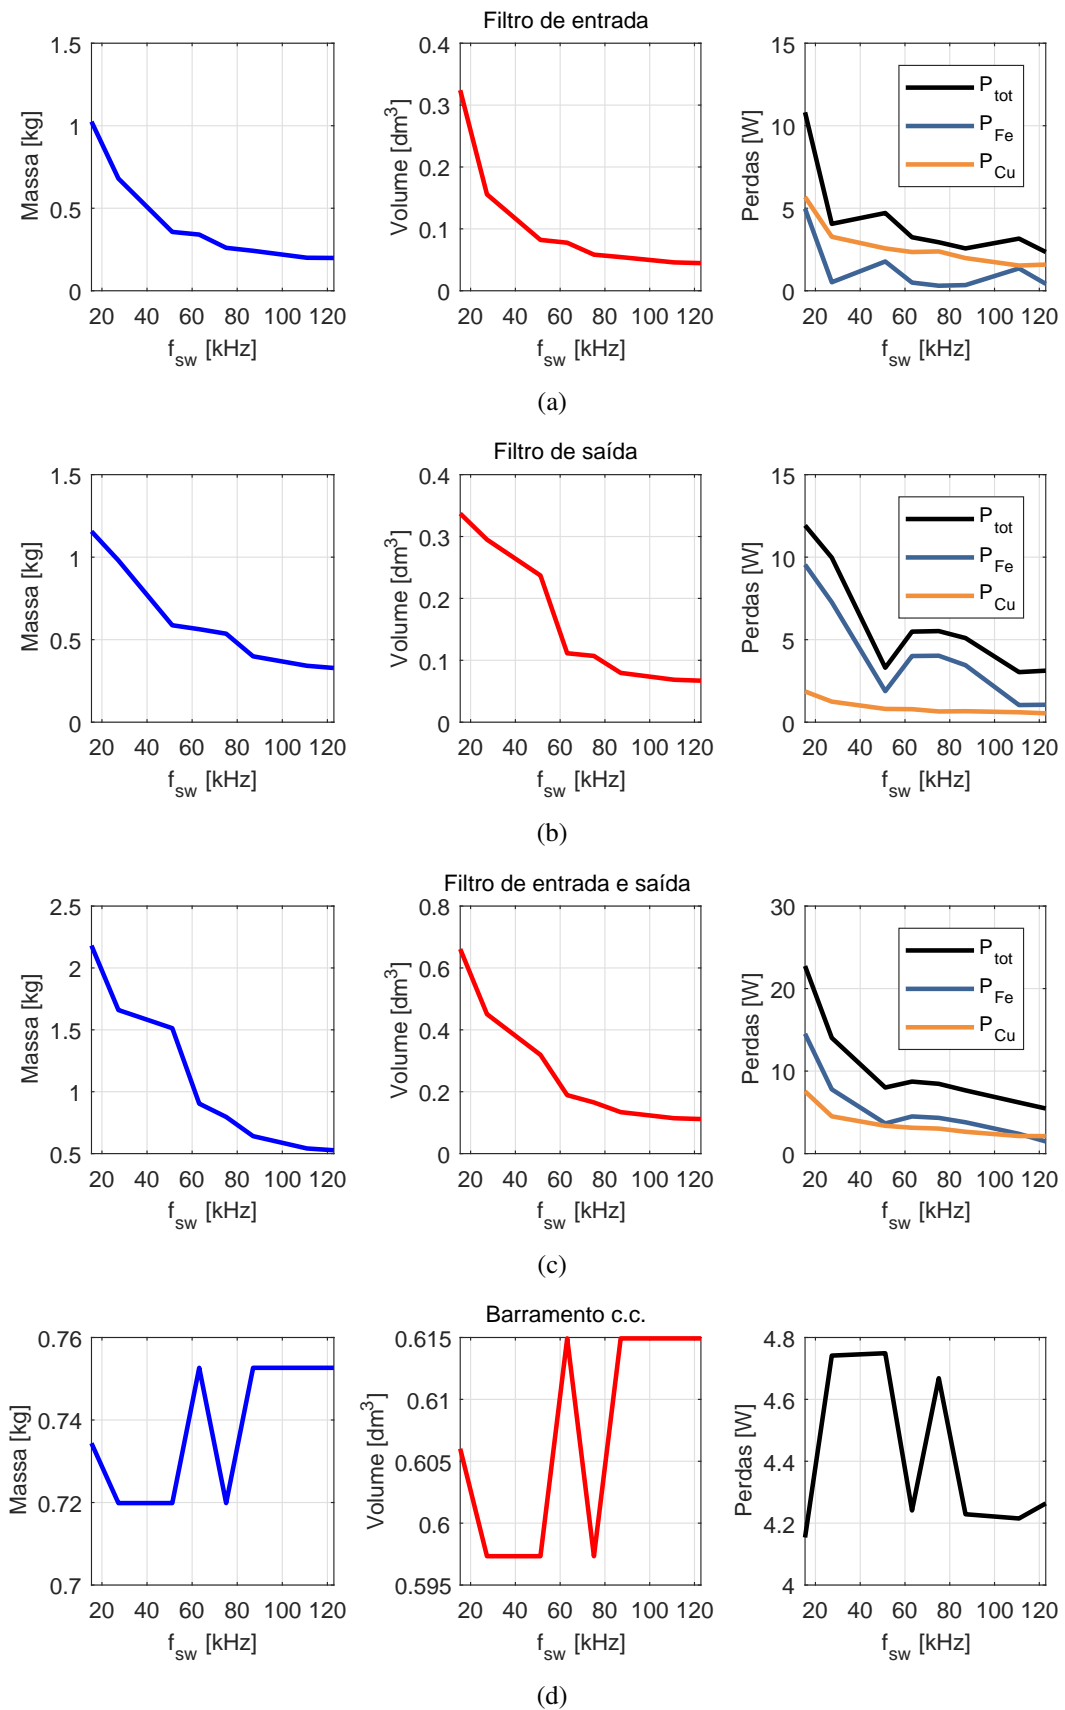 Filtro de entrada
1.5
1
0.5
0
Massa [kg]
20 40 60 80 100 120
f_sw [kHz]
0.4
0.3
0.2
0.1
0
Volume [dm³]
20 40 60 80 100 120
f_sw [kHz]
15
10
5
0
Perdas [W]
P_tot
P_Fe
P_Cu
20 40 60 80 100 120
f_sw [kHz]
(a)
Filtro de saída
1.5
1
0.5
0
Massa [kg]
20 40 60 80 100 120
f_sw [kHz]
0.4
0.3
0.2
0.1
0
Volume [dm³]
20 40 60 80 100 120
f_sw [kHz]
15
10
5
0
Perdas [W]
P_tot
P_Fe
P_Cu
20 40 60 80 100 120
f_sw [kHz]
(b)
Filtro de entrada e saída
2.5
2
1.5
1
0.5
Massa [kg]
20 40 60 80 100 120
f_sw [kHz]
0.8
0.6
0.4
0.2
0
Volume [dm³]
20 40 60 80 100 120
f_sw [kHz]
30
20
10
0
Perdas [W]
P_tot
P_Fe
P_Cu
20 40 60 80 100 120
f_sw [kHz]
(c)
Barramento c.c.
0.76
0.74
0.72
0.7
Massa [kg]
20 40 60 80 100 120
f_sw [kHz]
0.615
0.61
0.605
0.6
0.595
Volume [dm³]
20 40 60 80 100 120
f_sw [kHz]
4.8
4.6
4.4
4.2
4
Perdas [W]
20 40 60 80 100 120
f_sw [kHz]
(d)